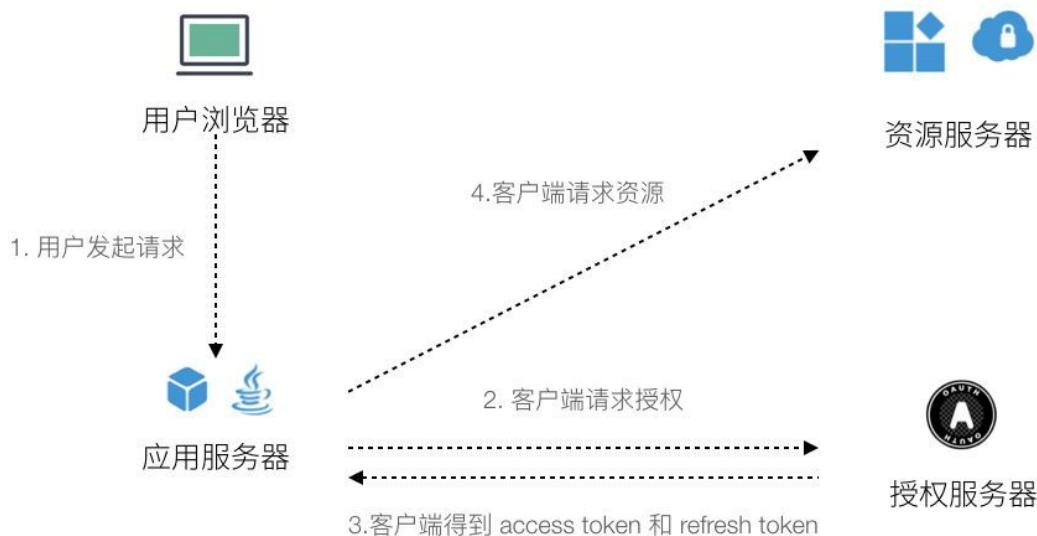 用户浏览器
资源服务器
4.客户端请求资源
1. 用户发起请求
2. 客户端请求授权
OAUTH
A
OAUTH
应用服务器
授权服务器
3.客户端得到 access token 和 refresh token